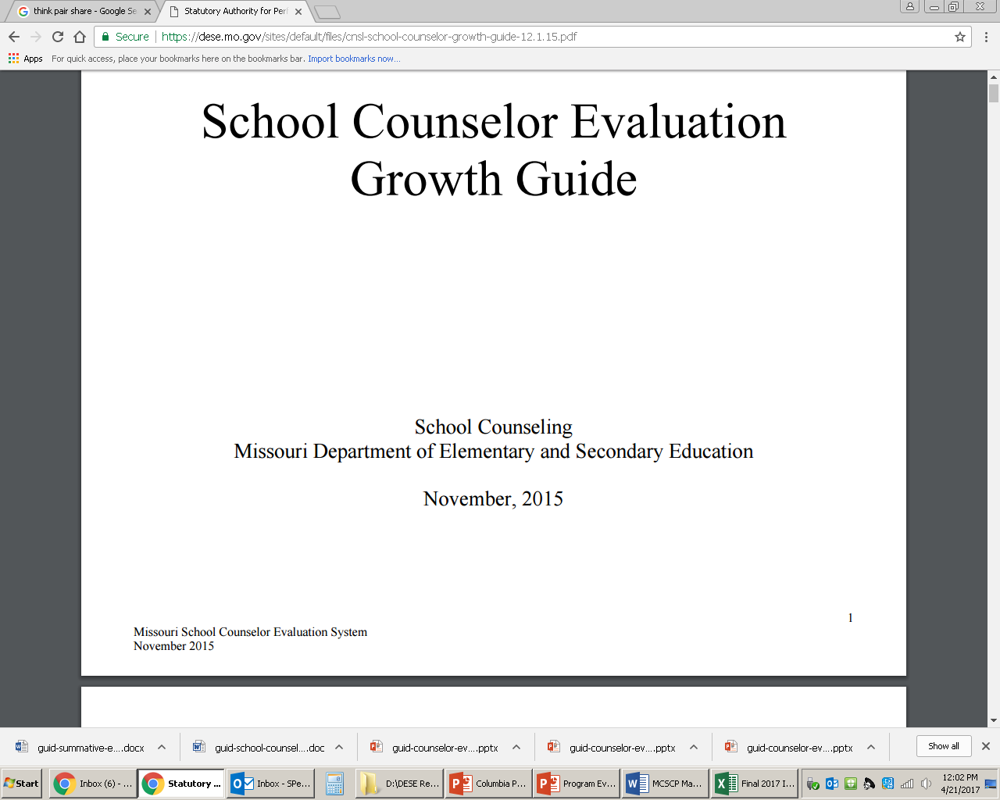 think pair share - Google Se
Statutory Authority for Perf
Secure
https://dese.mo.gov/sites/default/files/cnsl-school-counselor-growth-guide-12.1.15.pdf
Apps
For quick access, place your bookmarks here on the bookmarks bar. Import bookmarks now...
School Counselor Evaluation
Growth Guide
School Counseling
Missouri Department of Elementary and Secondary Education
November, 2015
1
Missouri School Counselor Evaluation System
November 2015
guid-summative-e....docx
guid-school-counsel....doc
guid-counselor-ev....pptx
guid-counselor-ev....pptx
guid-counselor-ev....pptx
Show all
Start
Inbox (6) - ...
Statutory ...
Inbox - SPe...
D:\DESE Re...
Columbia P...
Program Ev...
MCSCP Ma...
Final 2017 I...
12:02 PM
4/21/2017